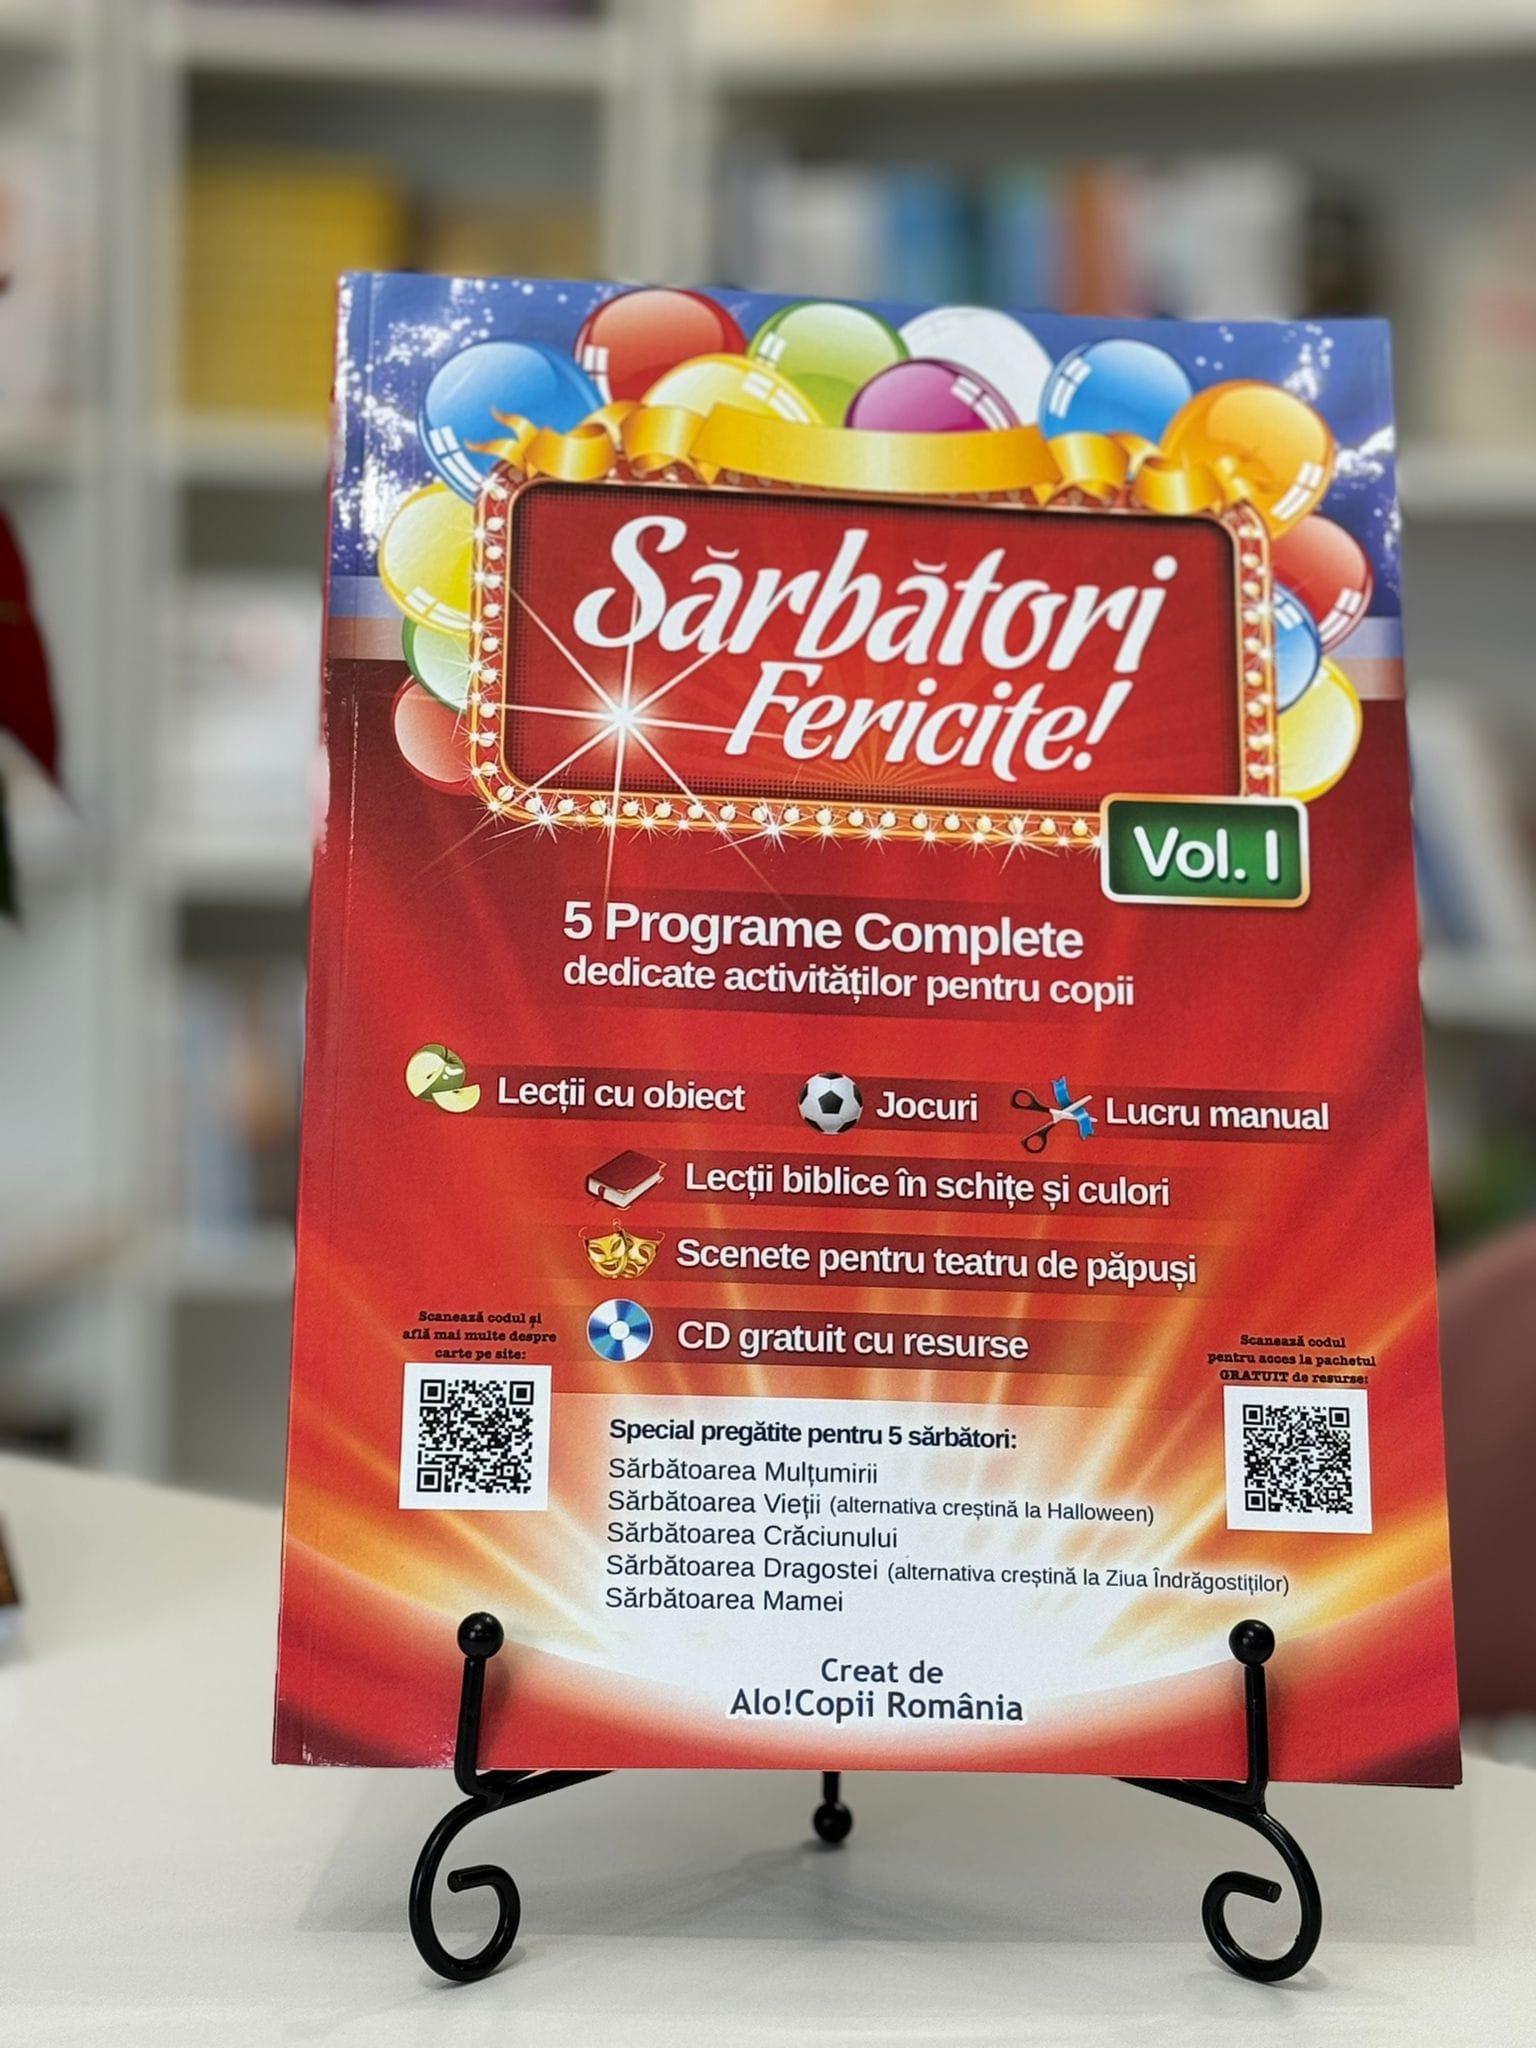 Sărbători
Fericite!
Vol. I
5 Programe Complete
dedicate activităților pentru copii
Lecții cu obiect
Jocuri
Lucru manual
Lecții biblice în schițe și culori
Scenete pentru teatru de păpuși
CD gratuit cu resurse
Scanează codul și
află mai multe despre
carte pe site:
Scanează codul
pentru acces la pachetul
GRATUIT de resurse:
Special pregătite pentru 5 sărbători:
Sărbătoarea Mulțumirii
Sărbătoarea Vieții (alternativa creștină la Halloween)
Sărbătoarea Crăciunului
Sărbătoarea Dragostei (alternativa creștină la Ziua Îndrăgostiților)
Sărbătoarea Mamei
Creat de
Alo!Copii România